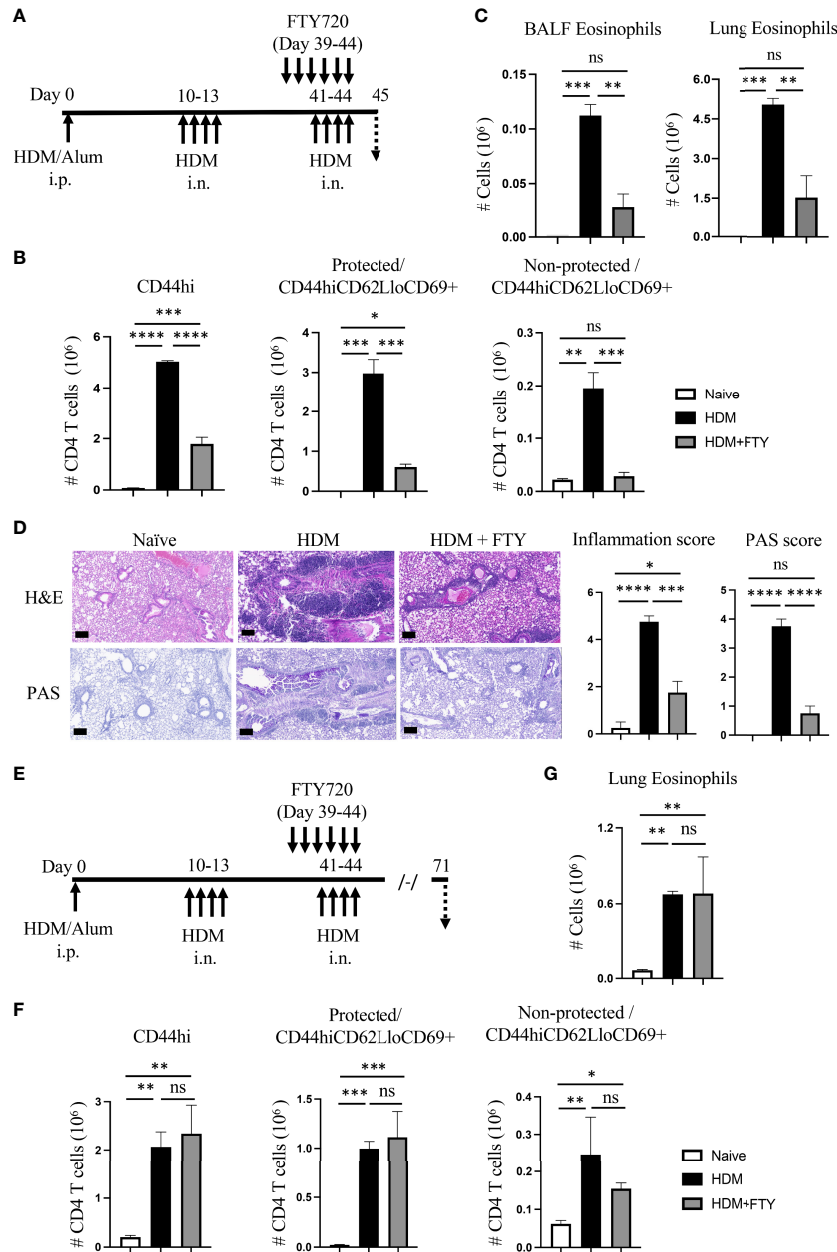 A
FTY720
(Day 39-44)
Day 0
10-13
41-44
45
HDM/Alum
i.p.
HDM
i.n.
HDM
i.n.
C
BALF Eosinophils
# Cells (10⁶)
0.15
0.10
0.05
0.00
ns
*** **
Lung Eosinophils
# Cells (10⁶)
6.0
4.5
3.0
1.5
0.0
ns
*** **
B
CD44hi
# CD4 T cells (10⁶)
6
4
2
0
***
**** ****
Protected/
CD44hiCD62LloCD69+
# CD4 T cells (10⁶)
4
3
2
1
0
*
*** ***
Non-protected /
CD44hiCD62LloCD69+
# CD4 T cells (10⁶)
0.3
0.2
0.1
0.0
ns
** ***
Naive
HDM
HDM+FTY
D
Naïve
HDM
HDM + FTY
H&E
PAS
Inflammation score
6
4
2
0
*
**** ***
PAS score
5
4
3
2
1
0
ns
**** ****
E
FTY720
(Day 39-44)
Day 0
10-13
41-44
/-/
71
HDM/Alum
i.p.
HDM
i.n.
HDM
i.n.
G
Lung Eosinophils
# Cells (10⁶)
1.2
0.6
0.0
**
** ns
F
CD44hi
# CD4 T cells (10⁶)
3
2
1
0
**
** ns
Protected/
CD44hiCD62LloCD69+
# CD4 T cells (10⁶)
1.5
1.0
0.5
0.0
***
*** ns
Non-protected /
CD44hiCD62LloCD69+
# CD4 T cells (10⁶)
0.4
0.3
0.2
0.1
0.0
*
** ns
Naive
HDM
HDM+FTY